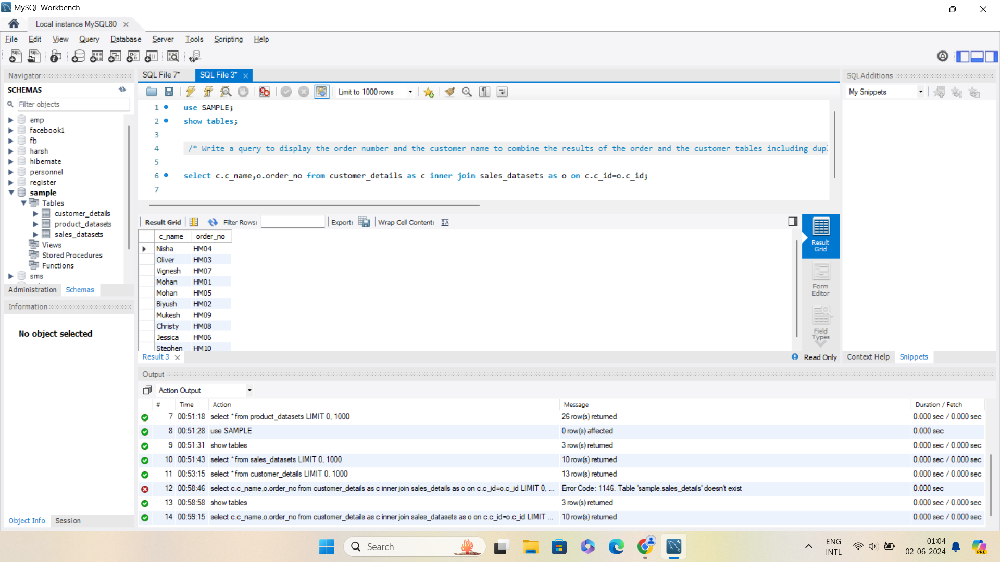 MySQL Workbench
Local instance MySQL80
File Edit View Query Database Server Tools Scripting Help
Navigator
SCHEMAS
Filter objects
emp
facebook1
fb
harsh
hibernate
personnel
register
sample
Tables
customer_details
product_datasets
sales_datasets
Views
Stored Procedures
Functions
sms
Administration Schemas
Information
No object selected
Object Info Session
SQL File 7* SQL File 3*
Limit to 1000 rows
1 use SAMPLE;
2 show tables;
3
4 /* Write a query to display the order number and the customer name to combine the results of the order and the customer tables including dupl
5
6 select c.c_name,o.order_no from customer_details as c inner join sales_datasets as o on c.c_id=o.c_id;
7
Result Grid Filter Rows: Export: Wrap Cell Content:
c_name order_no
Nisha HM04
Oliver HM03
Vignesh HM07
Mohan HM01
Mohan HM05
Biyush HM02
Mukesh HM09
Christy HM08
Jessica HM06
Stephen HM10
Result Grid
Form Editor
Field Types
Result 3
Read Only
SQLAdditions
My Snippets
Context Help Snippets
Output
Action Output
# Time Action Message Duration / Fetch
7 00:51:18 select * from product_datasets LIMIT 0, 1000 26 row(s) returned 0.000 sec / 0.000 sec
8 00:51:28 use SAMPLE 0 row(s) affected 0.000 sec
9 00:51:31 show tables 3 row(s) returned 0.000 sec / 0.000 sec
10 00:51:43 select * from sales_datasets LIMIT 0, 1000 10 row(s) returned 0.000 sec / 0.000 sec
11 00:53:15 select * from customer_details LIMIT 0, 1000 13 row(s) returned 0.000 sec / 0.000 sec
12 00:58:46 select c.c_name,o.order_no from customer_details as c inner join sales_details as o on c.c_id=o.c_id LIMIT 0, ... Error Code: 1146. Table 'sample.sales_details' doesn't exist 0.000 sec
13 00:58:58 show tables 3 row(s) returned 0.000 sec / 0.000 sec
14 00:59:15 select c.c_name,o.order_no from customer_details as c inner join sales_datasets as o on c.c_id=o.c_id LIMIT ... 10 row(s) returned 0.000 sec / 0.000 sec
Search
ENG
INTL
01:04
02-06-2024
PRE